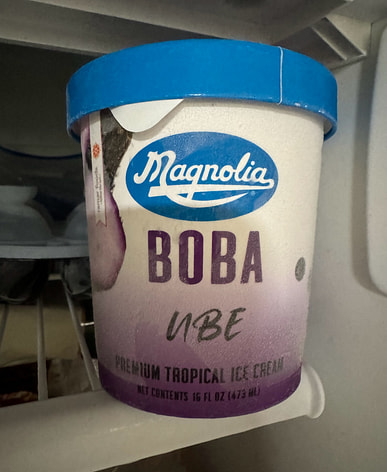 Magnolia
BOBA
UBE
PREMIUM TROPICAL ICE CREAM
NET CONTENTS 16 FL OZ (473 ML)